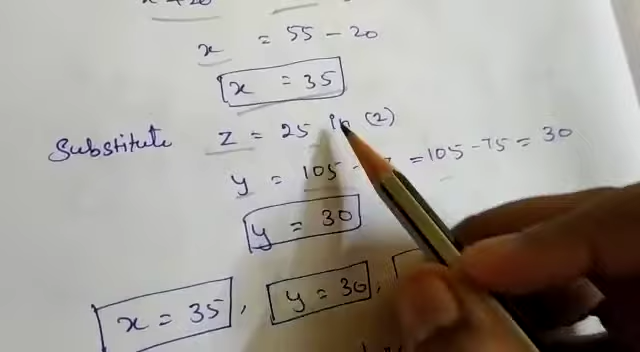 x = 55 - 20
x = 35
Substitute z = 25 in (2)
y = 105 - = 105 - 75 = 30
y = 30
x = 35, y = 30,